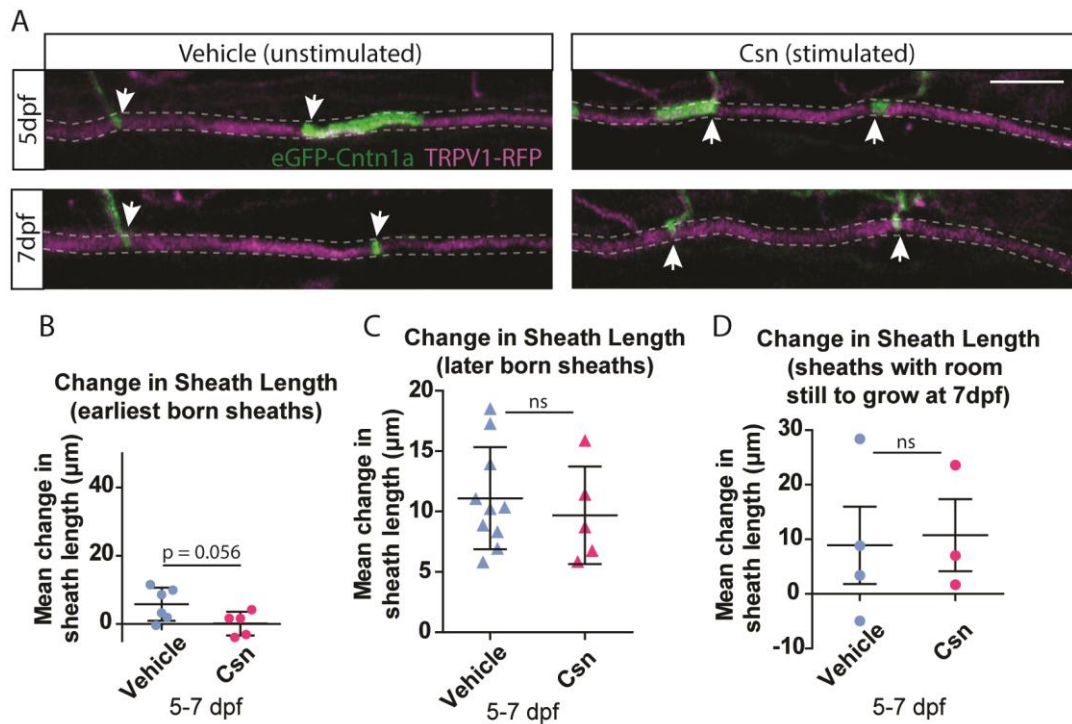 A
Vehicle (unstimulated)
Csn (stimulated)
5dpf
eGFP-Cntn1a TRPV1-RFP
7dpf
B
Change in Sheath Length
(earliest born sheaths)
Mean change in
sheath length (µm)
40
20
0
p = 0.056
Vehicle
Csn
5-7 dpf
C
Change in Sheath Length
(later born sheaths)
Mean change in
sheath length (µm)
20
15
10
5
0
ns
Vehicle
Csn
5-7 dpf
D
Change in Sheath Length
(sheaths with room
still to grow at 7dpf)
Mean change in
sheath length (µm)
30
20
10
0
-10
ns
Vehicle
Csn
5-7 dpf